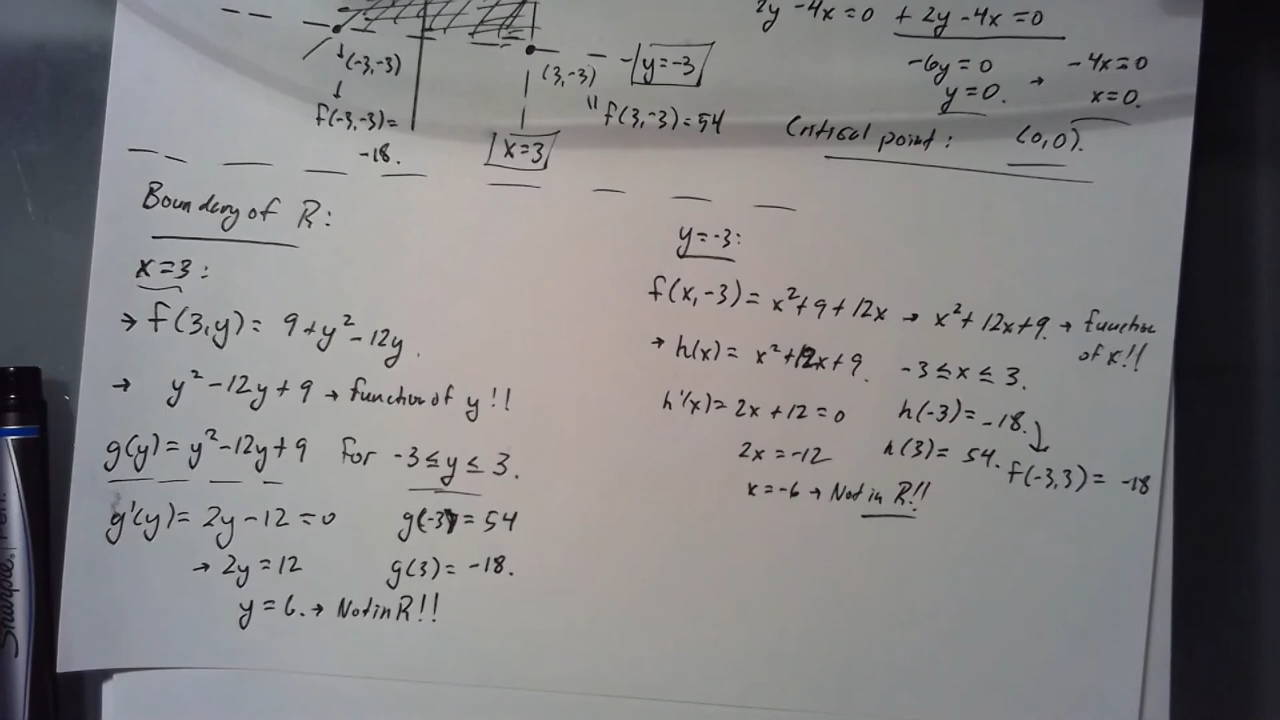 2y -4x=0 + 2y -4x =0
-6y = 0 → -4x=0
y=0. x=0.
Critical point: (0,0).
(-3,-3)
f(-3,-3)=
-18.
(3,-3)
y=-3
" f(3,-3)=54
x=3
Boundary of R:
x=3:
→ f(3,y)= 9+y²-12y.
→ y²-12y+9 → function of y!!
g(y)= y²-12y+9 for -3≤y≤3.
g'(y)= 2y-12=0
→ 2y=12
y=6. → Not in R!!
g(-3)=54
g(3)= -18.
y=-3:
f(x,-3)= x²+9+12x → x²+12x+9. → function of x!!
→ h(x)= x²+12x+9. -3≤x≤3.
h'(x)= 2x+12=0
2x=-12
x=-6 → Not in R!!
h(-3)= -18.
h(3)= 54.
f(-3,3)= -18
Sharpie. Pen.